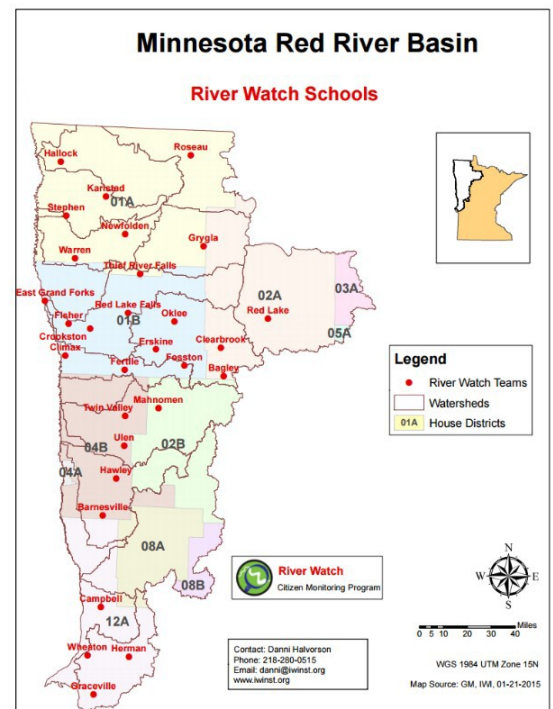 Minnesota Red River Basin
River Watch Schools
Hallock
Roseau
Karlstad
01A
Stephen
Newfolden
Warren
Grygla
Thief River Falls
East Grand Forks
Red Lake Falls
Fisher
01B
Oklee
02A
03A
Red Lake
05A
Crookston
Climax
Erskine
Clearbrook
Fertile
Fosston
Bagley
Mahnomen
Twin Valley
Ulen
04B
02B
04A
Hawley
Barnesville
08A
08B
Campbell
12A
Wheaton
Herman
Graceville
Legend
River Watch Teams
Watersheds
01A House Districts
River Watch
Citizen Monitoring Program
Contact: Danni Halvorson
Phone: 218-280-0515
Email: danni@iwinst.org
www.iwinst.org
N
W E
S
Miles
0 5 10 20 30 40
WGS 1984 UTM Zone 15N
Map Source: GM, IWI, 01-21-2015